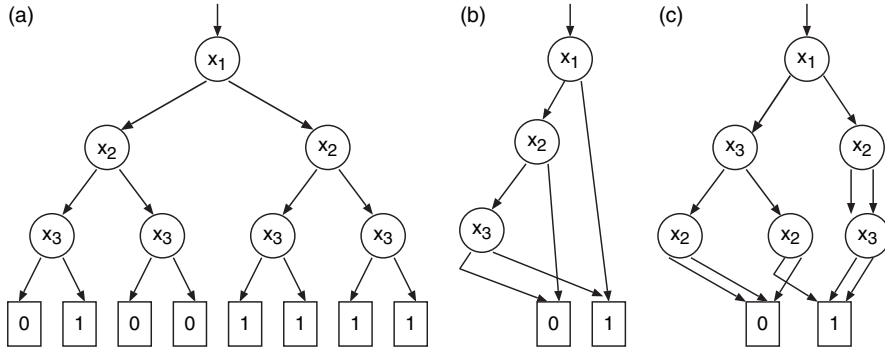 (a) (b) (c)
x1 x1 x1
x2 x2 x2 x3 x2
x3 x3 x3 x3 x3 x2 x2 x3
0 1 0 0 1 1 1 1 0 1 0 1